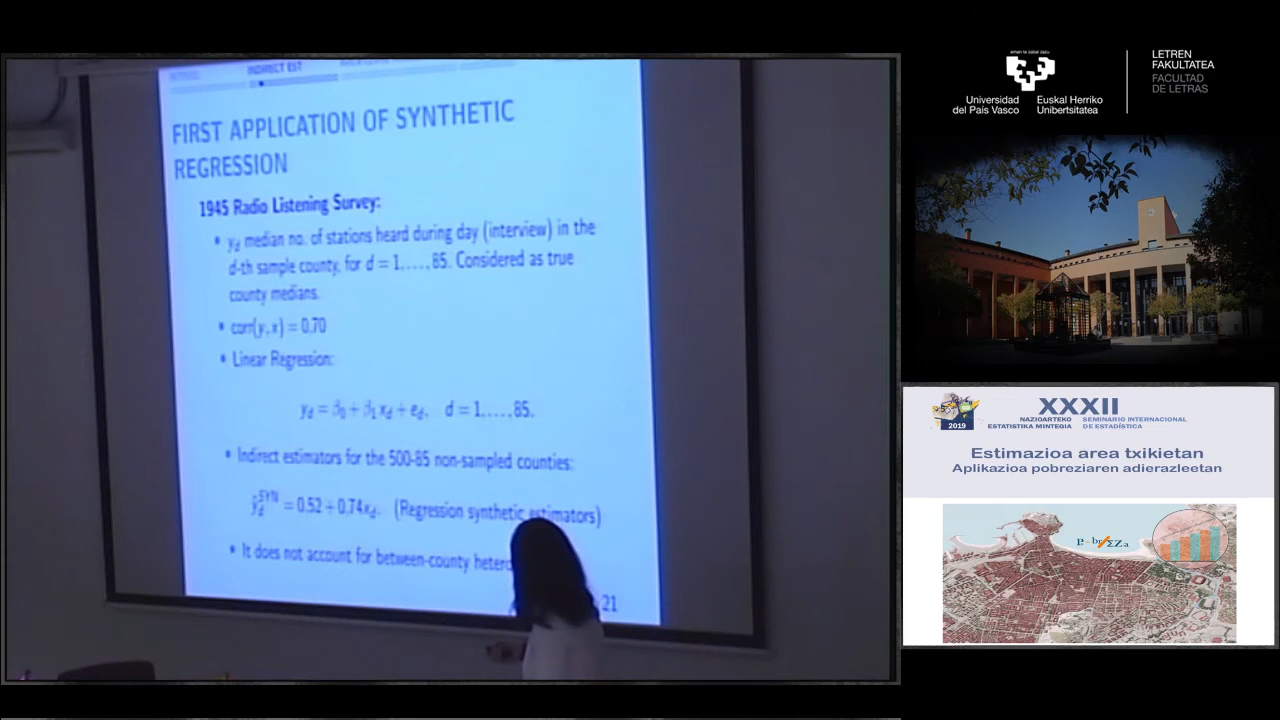 INDIRECT EST
FIRST APPLICATION OF SYNTHETIC
REGRESSION
1945 Radio Listening Survey:
• y_d median no. of stations heard during day (interview) in the
d-th sample county, for d = 1, . . . , 85. Considered as true
county medians.
• corr(y, x) = 0.70
• Linear Regression:
y_d = β_0 + β_1 x_d + e_d, d = 1, . . . , 85.
• Indirect estimators for the 500-85 non-sampled counties:
ŷ_d^SYN = 0.52 + 0.74x_d. (Regression synthetic estimators)
• It does not account for between-county
21
eman ta zabal zazu
Universidad
del País Vasco
Euskal Herriko
Unibertsitatea
LETREN
FAKULTATEA
FACULTAD
DE LETRAS
2019
XXXII
NAZIOARTEKO
ESTATISTIKA MINTEGIA
SEMINARIO INTERNACIONAL
DE ESTADÍSTICA
Estimazioa area txikietan
Aplikazioa pobreziaren adierazleetan